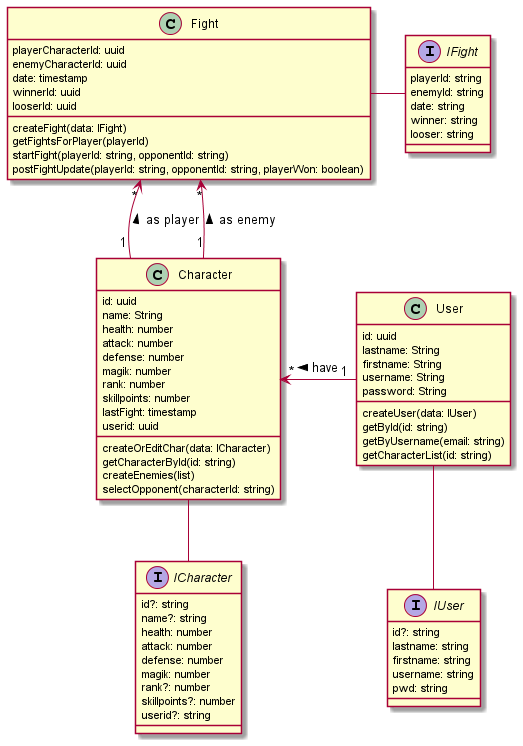 C Fight
playerCharacterId: uuid
enemyCharacterId: uuid
date: timestamp
winnerId: uuid
looserId: uuid
createFight(data: IFight)
getFightsForPlayer(playerId)
startFight(playerId: string, opponentId: string)
postFightUpdate(playerId: string, opponentId: string, playerWon: boolean)
I IFight
playerId: string
enemyId: string
date: string
winner: string
looser: string
* *
as player as enemy
1 1
C Character
id: uuid
name: String
health: number
attack: number
defense: number
magik: number
rank: number
skillpoints: number
lastFight: timestamp
userid: uuid
createOrEditChar(data: ICharacter)
getCharacterById(id: string)
createEnemies(list)
selectOpponent(characterId: string)
* have 1
C User
id: uuid
lastname: String
firstname: String
username: String
password: String
createUser(data: IUser)
getById(id: string)
getByUsername(email: string)
getCharacterList(id: string)
I ICharacter
id?: string
name?: string
health: number
attack: number
defense: number
magik: number
rank?: number
skillpoints?: number
userid?: string
I IUser
id?: string
lastname: string
firstname: string
username: string
pwd: string